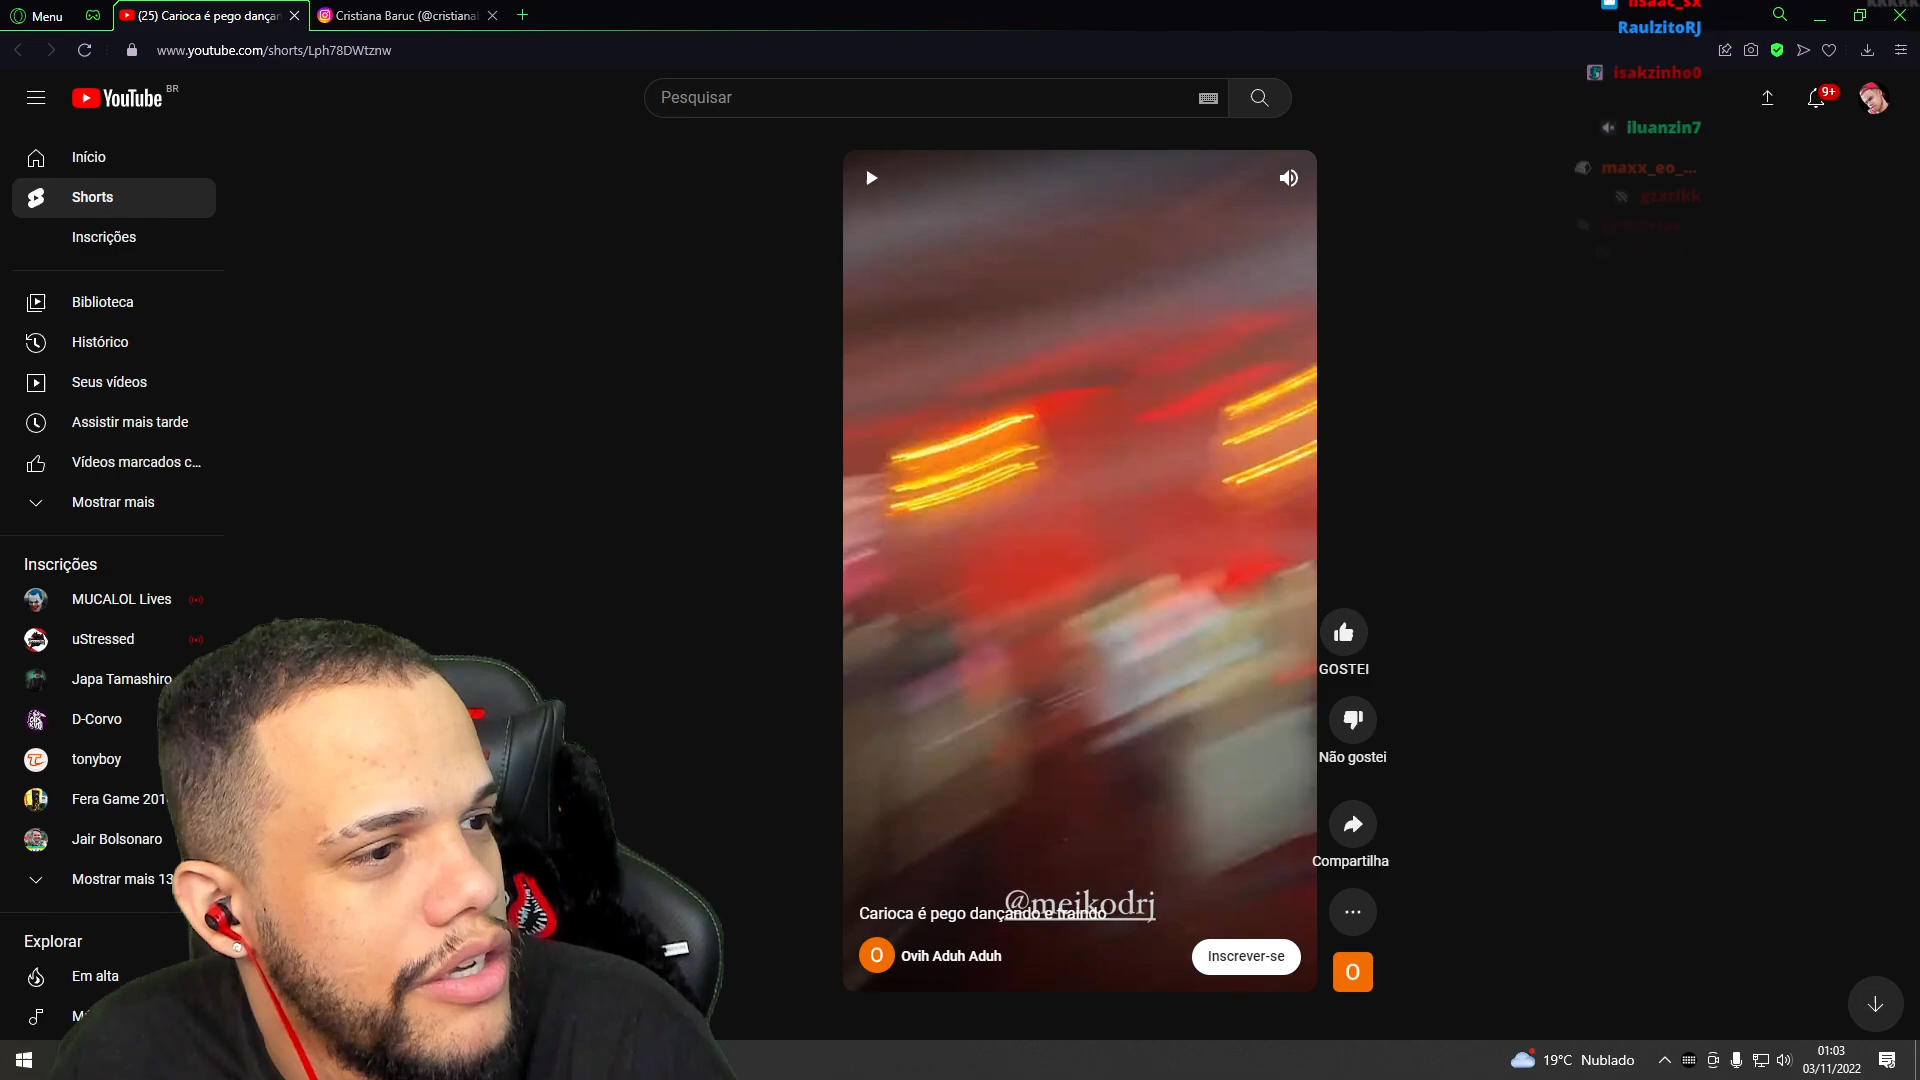 Menu
(25) Carioca é pego dançan
Cristiana Baruc (@cristianal
www.youtube.com/shorts/Lph78DWtznw
RaulzitoRJ
isakzinho0
iluanzin7
maxx_eo_...
YouTube
BR
Pesquisar
9+
Início
Shorts
Inscrições
Biblioteca
Histórico
Seus vídeos
Assistir mais tarde
Vídeos marcados c...
Mostrar mais
Inscrições
MUCALOL Lives
uStressed
Japa Tamashiro
D-Corvo
tonyboy
Fera Game 201
Jair Bolsonaro
Mostrar mais 13
Explorar
Em alta
GOSTEI
Não gostei
Compartilha
@meikodrj
Carioca é pego dançando e traindo
O
Ovih Aduh Aduh
Inscrever-se
O
19°C Nublado
01:03
03/11/2022